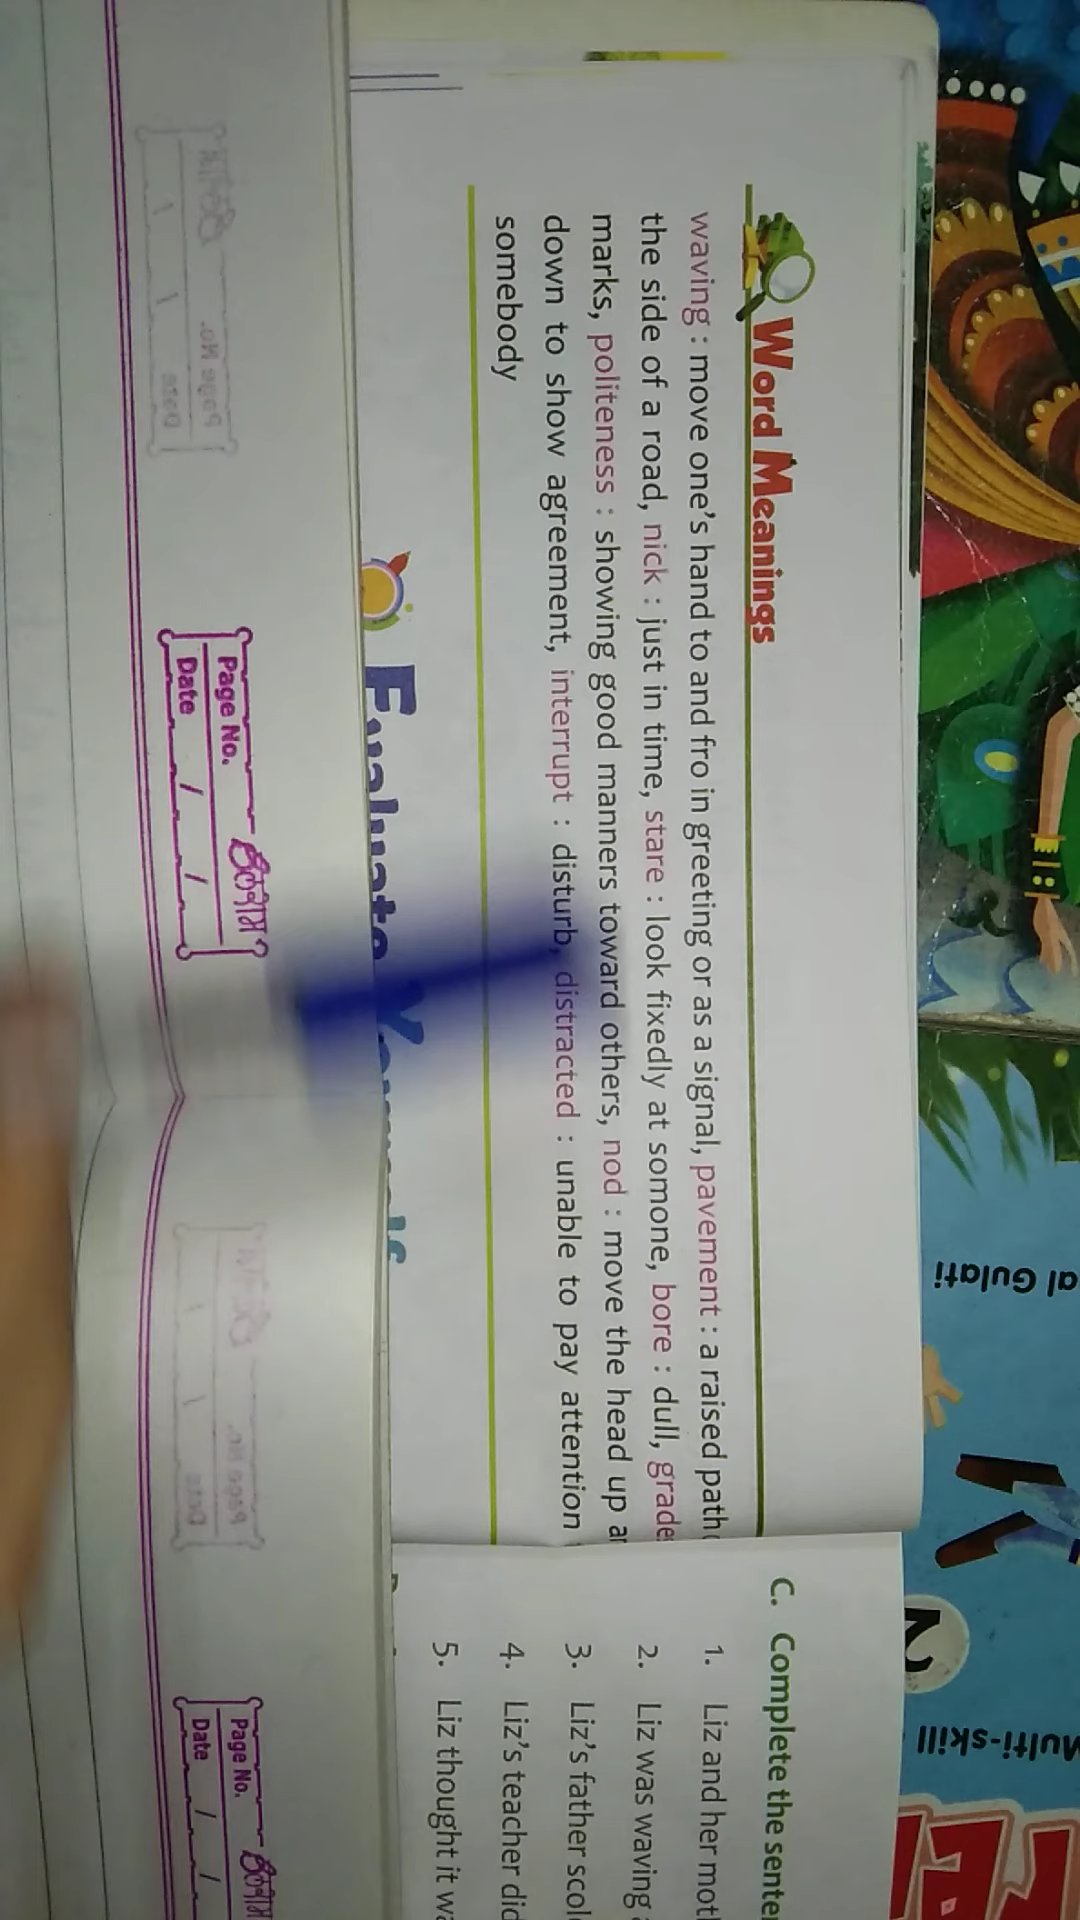 Word Meanings
waving : move one's hand to and fro in greeting or as a signal, pavement : a raised path
the side of a road, nick : just in time, stare : look fixedly at somone, bore : dull, grade
marks, politeness : showing good manners toward others, nod : move the head up
down to show agreement, interrupt : disturb, distracted : unable to pay attention
somebody
Evaluate Yourself
C. Complete the
1. Liz and her
2. Liz was waving
3. Liz's father
4. Liz's teacher did
5. Liz thought it
Page No.
Date / /
Page No.
Date / /
al Gulati
2
Multi-skill